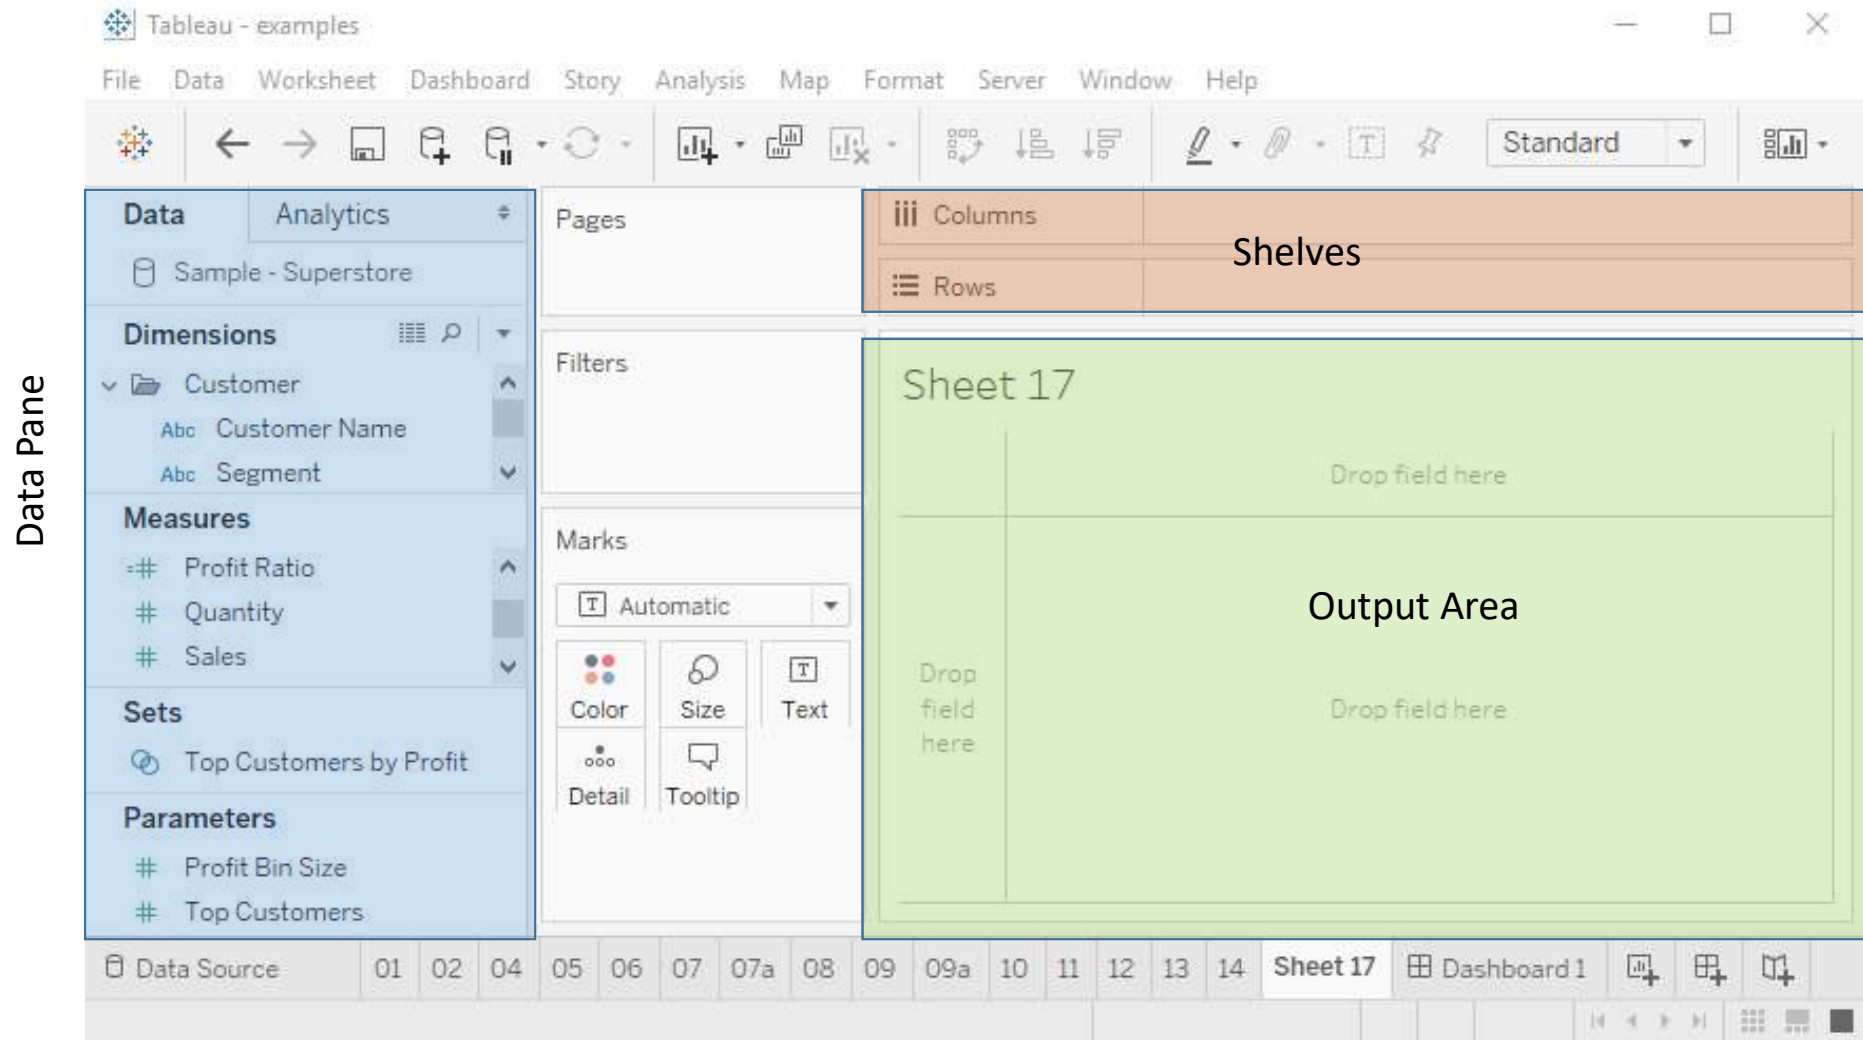 Tableau - examples
File Data Worksheet Dashboard Story Analysis Map Format Server Window Help
Standard
Data Pane
Data Analytics
Sample - Superstore
Dimensions
Customer
Abc Customer Name
Abc Segment
Measures
=# Profit Ratio
# Quantity
# Sales
Sets
Top Customers by Profit
Parameters
# Profit Bin Size
# Top Customers
Pages
Filters
Marks
T Automatic
Color Size Text
Detail Tooltip
Columns
Shelves
Rows
Sheet 17
Drop field here
Output Area
Drop
field
here
Drop field here
Data Source 01 02 04 05 06 07 07a 08 09 09a 10 11 12 13 14 Sheet 17 Dashboard 1